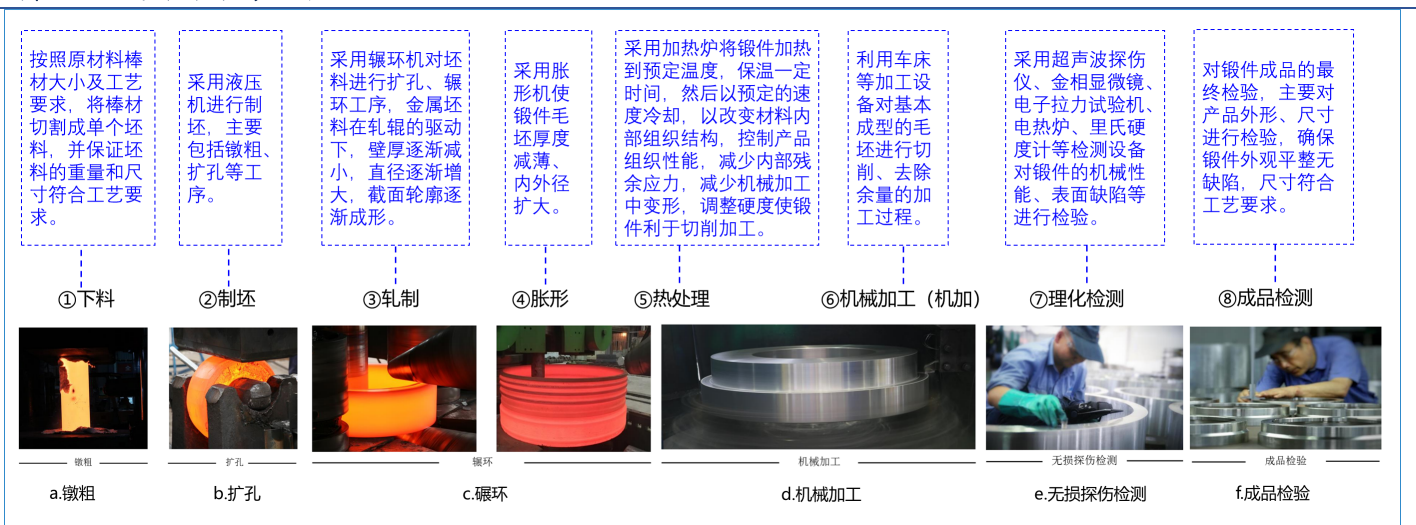 按照原材料棒
材大小及工艺
要求，将棒材
切割成单个坯
料，并保证坯
料的重量和尺
寸符合工艺要
求。
采用液压
机进行制
坯，主要
包括镦粗、
扩孔等工
序。
采用辗环机对坯
料进行扩孔、辗
环工序，金属坯
料在轧辊的驱动
下，壁厚逐渐减
小，直径逐渐增
大，截面轮廓逐
渐成形。
采用胀
形机使
锻件毛
坯厚度
减薄、
内外径
扩大。
采用加热炉将锻件加热
到预定温度，保温一定
时间，然后以预定的速
度冷却，以改变材料内
部组织结构，控制产品
组织性能，减少内部残
余应力，减少机械加工
中变形，调整硬度使锻
件利于切削加工。
利用车床
等加工设
备对基本
成型的毛
坯进行切
削、去除
余量的加
工过程。
采用超声波探伤
仪、金相显微镜、
电子拉力试验机、
电热炉、里氏硬
度计等检测设备
对锻件的机械性
能、表面缺陷等
进行检验。
对锻件成品的最
终检验，主要对
产品外形、尺寸
进行检验，确保
锻件外观平整无
缺陷，尺寸符合
工艺要求。
①下料
②制坯
③轧制
④胀形
⑤热处理
⑥机械加工（机加）
⑦理化检测
⑧成品检测
镦粗
扩孔
辗环
机械加工
无损探伤检测
成品检验
a.镦粗
b.扩孔
c.碾环
d.机械加工
e.无损探伤检测
f.成品检验